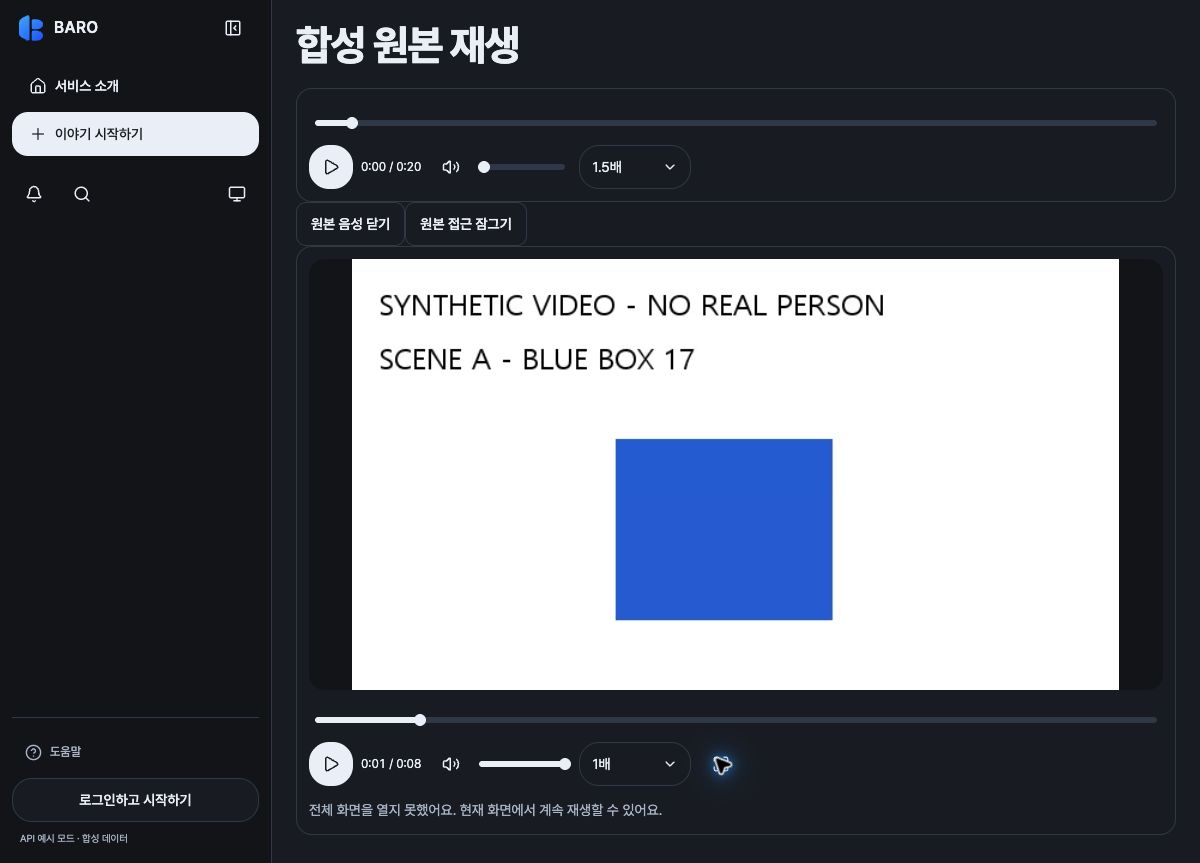 BARO
서비스 소개
이야기 시작하기
합성 원본 재생
0:00 / 0:20
1.5배
원본 음성 닫기
원본 접근 잠그기
SYNTHETIC VIDEO - NO REAL PERSON
SCENE A - BLUE BOX 17
0:01 / 0:08
1배
전체 화면을 열지 못했어요. 현재 화면에서 계속 재생할 수 있어요.
도움말
로그인하고 시작하기
API 예시 모드 · 합성 데이터